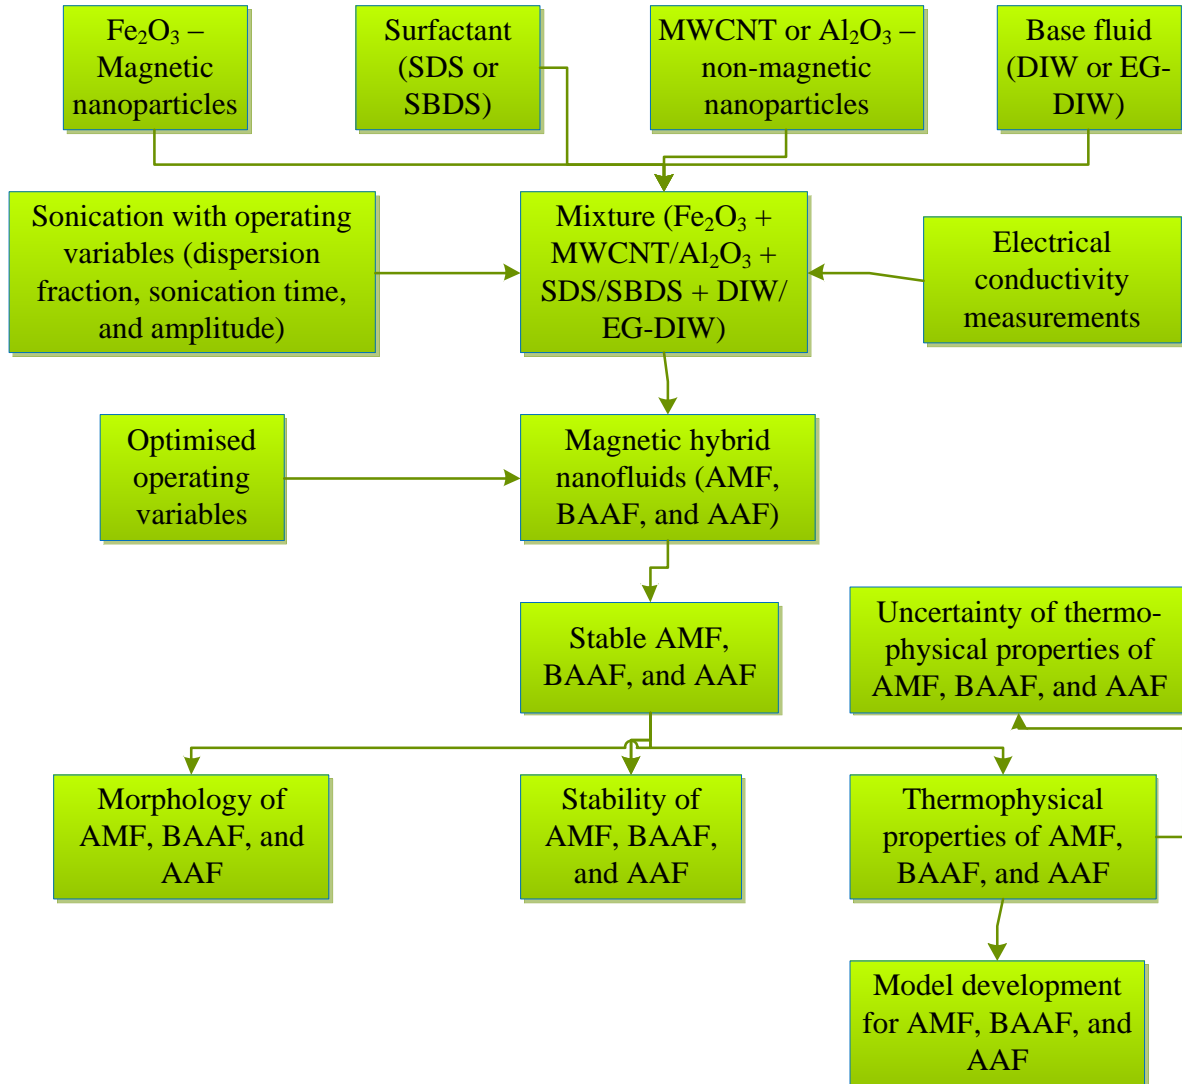 Fe₂O₃ –
Magnetic
nanoparticles
Surfactant
(SDS or
SBDS)
MWCNT or Al₂O₃ –
non-magnetic
nanoparticles
Base fluid
(DIW or EG-
DIW)
Sonication with operating
variables (dispersion
fraction, sonication time,
and amplitude)
Mixture (Fe₂O₃ +
MWCNT/Al₂O₃ +
SDS/SBDS + DIW/
EG-DIW)
Electrical
conductivity
measurements
Optimised
operating
variables
Magnetic hybrid
nanofluids (AMF,
BAAF, and AAF)
Stable AMF,
BAAF, and AAF
Uncertainty of thermo-
physical properties of
AMF, BAAF, and AAF
Morphology of
AMF, BAAF, and
AAF
Stability of
AMF, BAAF,
and AAF
Thermophysical
properties of AMF,
BAAF, and AAF
Model development
for AMF, BAAF, and
AAF